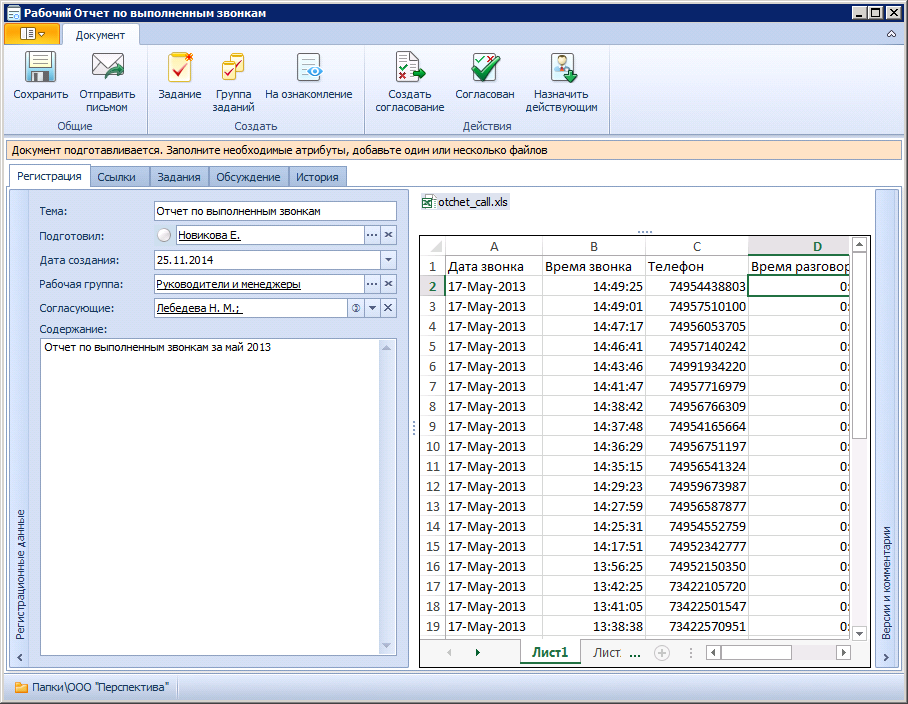 Рабочий Отчет по выполненным звонкам
Документ
Сохранить
Отправить письмом
Общие
Задание
Группа заданий
На ознакомление
Создать
Создать согласование
Согласован
Назначить действующим
Действия
Документ подготавливается. Заполните необходимые атрибуты, добавьте один или несколько файлов
Регистрация Ссылки Задания Обсуждение История
Регистрационные данные
Тема: Отчет по выполненным звонкам
Подготовил: Новикова Е.
Дата создания: 25.11.2014
Рабочая группа: Руководители и менеджеры
Согласующие: Лебедева Н. М.;
Содержание:
Отчет по выполненным звонкам за май 2013
otchet_call.xls
A B C D
1 Дата звонка Время звонка Телефон Время разговор
2 17-May-2013 14:49:25 74954438803 0:
3 17-May-2013 14:49:01 74957510100 0:
4 17-May-2013 14:47:17 74956053705 0:
5 17-May-2013 14:46:41 74957140242 0:
6 17-May-2013 14:43:46 74991934220 0:
7 17-May-2013 14:41:47 74957716979 0:
8 17-May-2013 14:38:42 74956766309 0:
9 17-May-2013 14:37:48 74954165664 0:
10 17-May-2013 14:36:29 74956751197 0:
11 17-May-2013 14:35:15 74956541324 0:
12 17-May-2013 14:29:23 74959673987 0:
13 17-May-2013 14:27:59 74956587877 0:
14 17-May-2013 14:25:31 74954552759 0:
15 17-May-2013 14:17:51 74952342777 0:
16 17-May-2013 13:56:25 74952150350 0:
17 17-May-2013 13:42:25 73422105720 0:
18 17-May-2013 13:41:05 73422501547 0:
19 17-May-2013 13:38:38 73422570951 0:
Лист1 Лист. ...
Версии и комментарии
Папки\ООО "Перспектива"